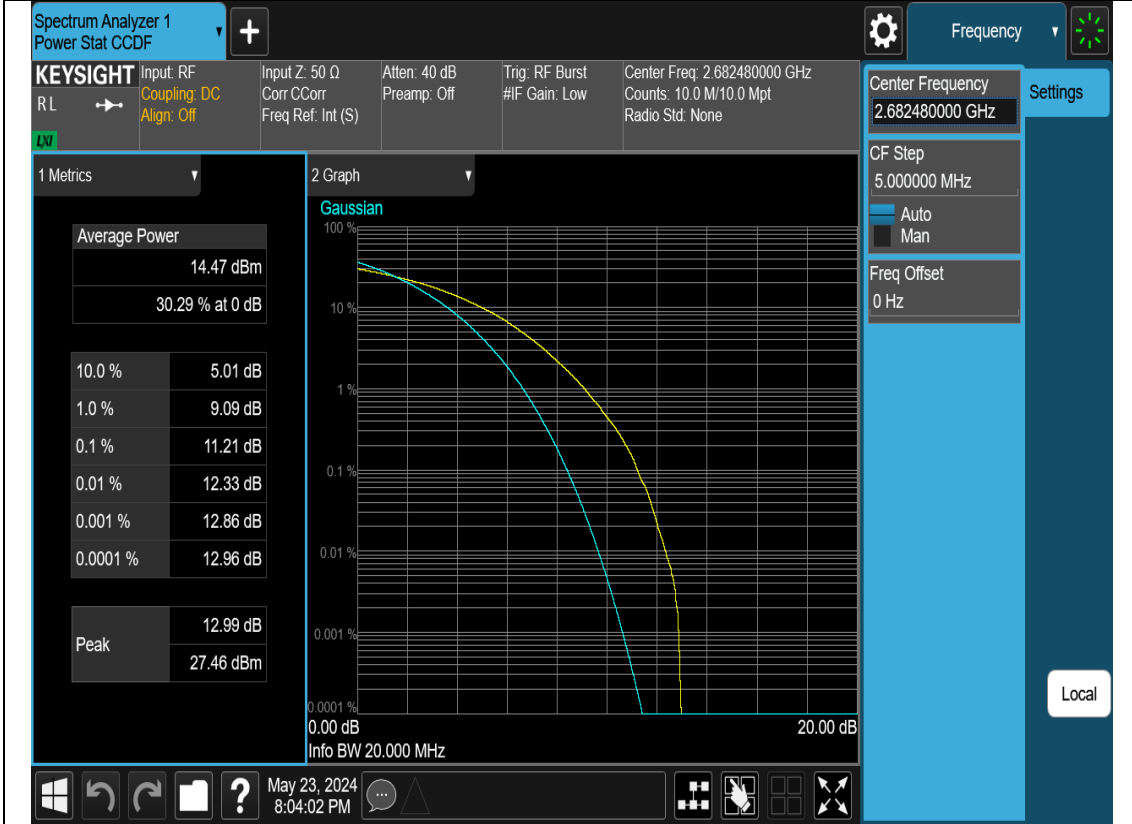 Spectrum Analyzer 1
Power Stat CCDF
Frequency
KEYSIGHT
RL
LXI
Input: RF
Coupling: DC
Align: Off
Input Z: 50 Ω
Corr CCorr
Freq Ref: Int (S)
Atten: 40 dB
Preamp: Off
Trig: RF Burst
#IF Gain: Low
Center Freq: 2.682480000 GHz
Counts: 10.0 M/10.0 Mpt
Radio Std: None
Center Frequency
2.682480000 GHz
Settings
CF Step
5.000000 MHz
Auto
Man
Freq Offset
0 Hz
Local
1 Metrics
Average Power
14.47 dBm
30.29 % at 0 dB
10.0 % 5.01 dB
1.0 % 9.09 dB
0.1 % 11.21 dB
0.01 % 12.33 dB
0.001 % 12.86 dB
0.0001 % 12.96 dB
Peak
12.99 dB
27.46 dBm
2 Graph
Gaussian
100 %
10 %
1 %
0.1 %
0.01 %
0.001 %
0.0001 %
0.00 dB 20.00 dB
Info BW 20.000 MHz
?
May 23, 2024
8:04:02 PM